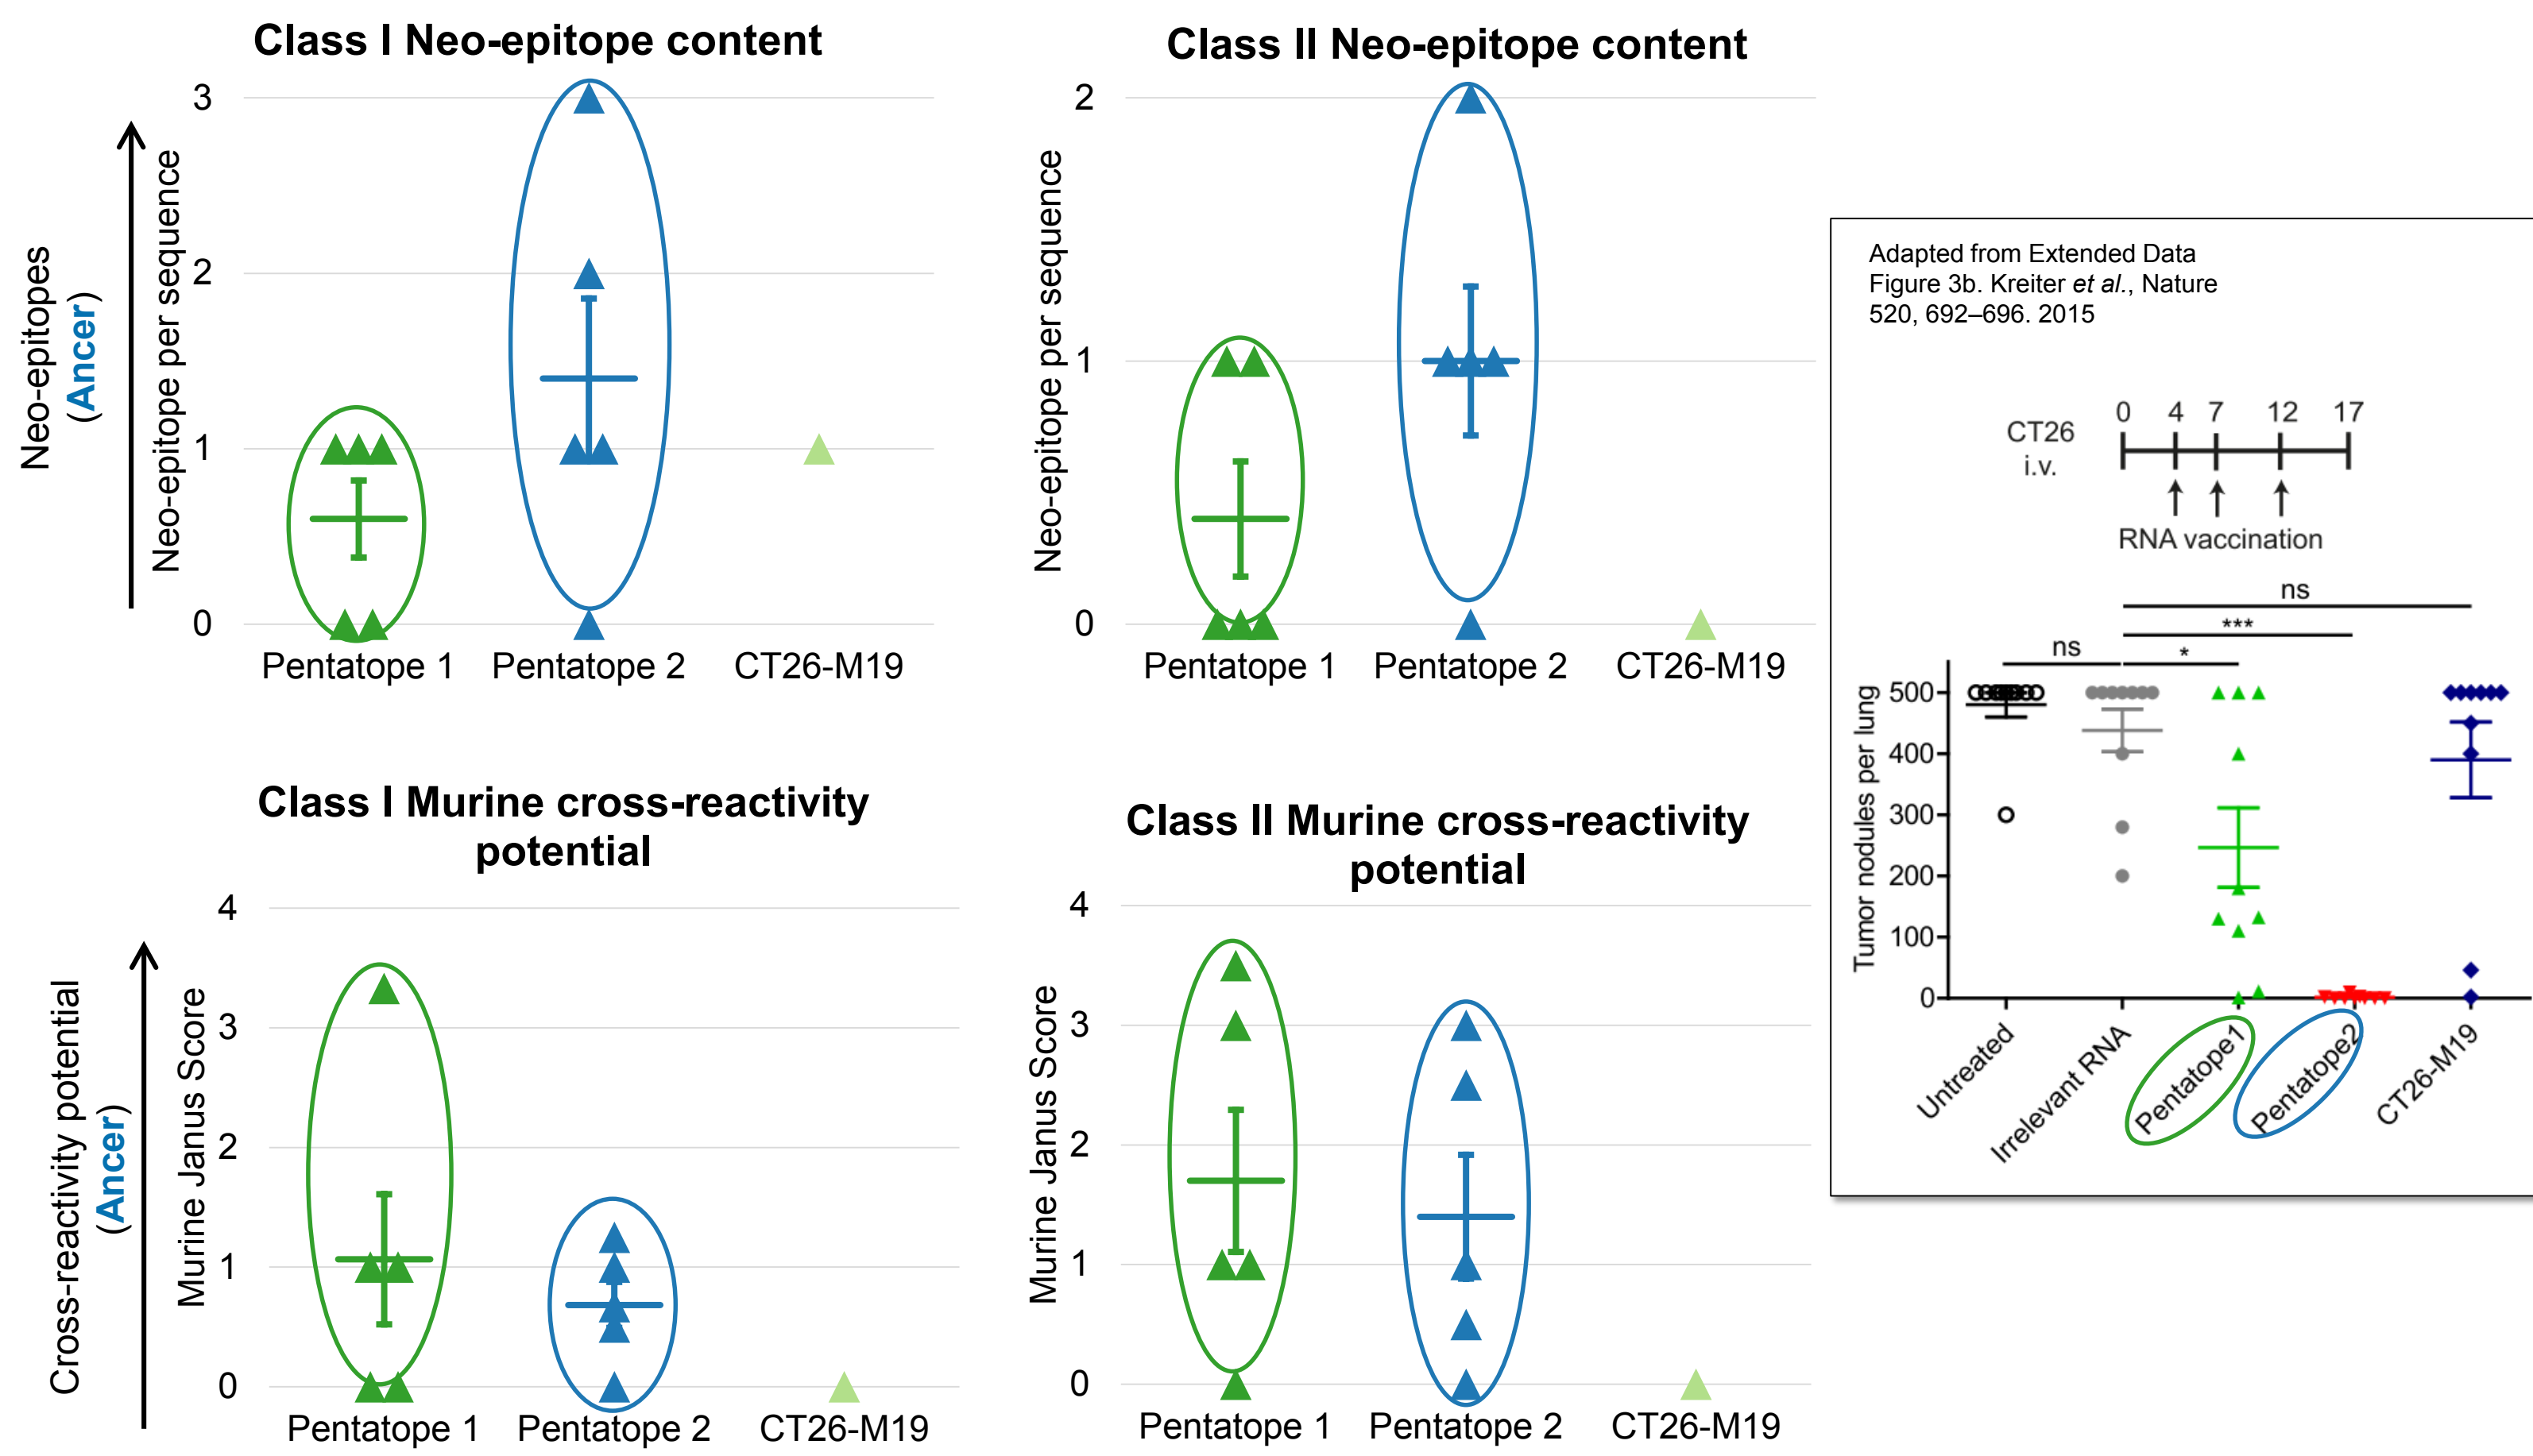 Class I Neo-epitope content
Neo-epitopes
(Ancer)
Neo-epitope per sequence
3
2
1
0
Pentatope 1
Pentatope 2
CT26-M19
Class II Neo-epitope content
Neo-epitope per sequence
2
1
0
Pentatope 1
Pentatope 2
CT26-M19
Class I Murine cross-reactivity
potential
Cross-reactivity potential
(Ancer)
Murine Janus Score
4
3
2
1
0
Pentatope 1
Pentatope 2
CT26-M19
Class II Murine cross-reactivity
potential
Murine Janus Score
4
3
2
1
0
Pentatope 1
Pentatope 2
CT26-M19
Adapted from Extended Data
Figure 3b. Kreiter et al., Nature
520, 692–696. 2015
0 4 7 12 17
CT26
i.v.
RNA vaccination
ns
***
ns *
Tumor nodules per lung
500
400
300
200
100
0
Untreated
Irrelevant RNA
Pentatope1
Pentatope2
CT26-M19